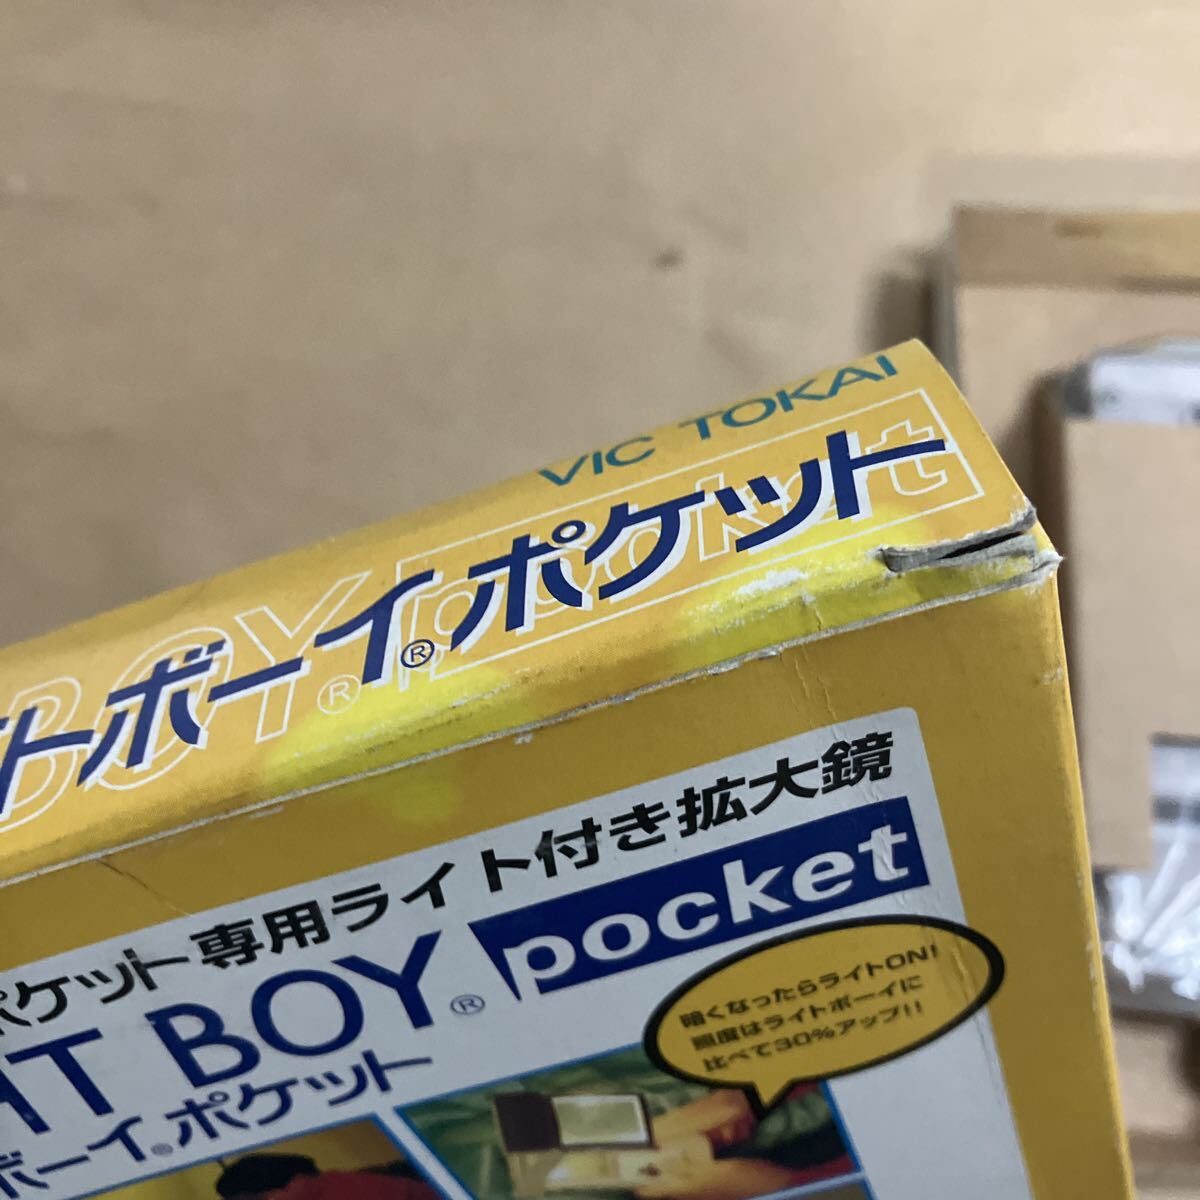 VIC TOKAI
トボーイ®ポケット
BOY® pocket
ポケット専用ライト付き拡大鏡
HT BOY® pocket
ボーイ®ポケット
暗くなったらライトON!
照度はライトボーイに
比べて30%アップ!!